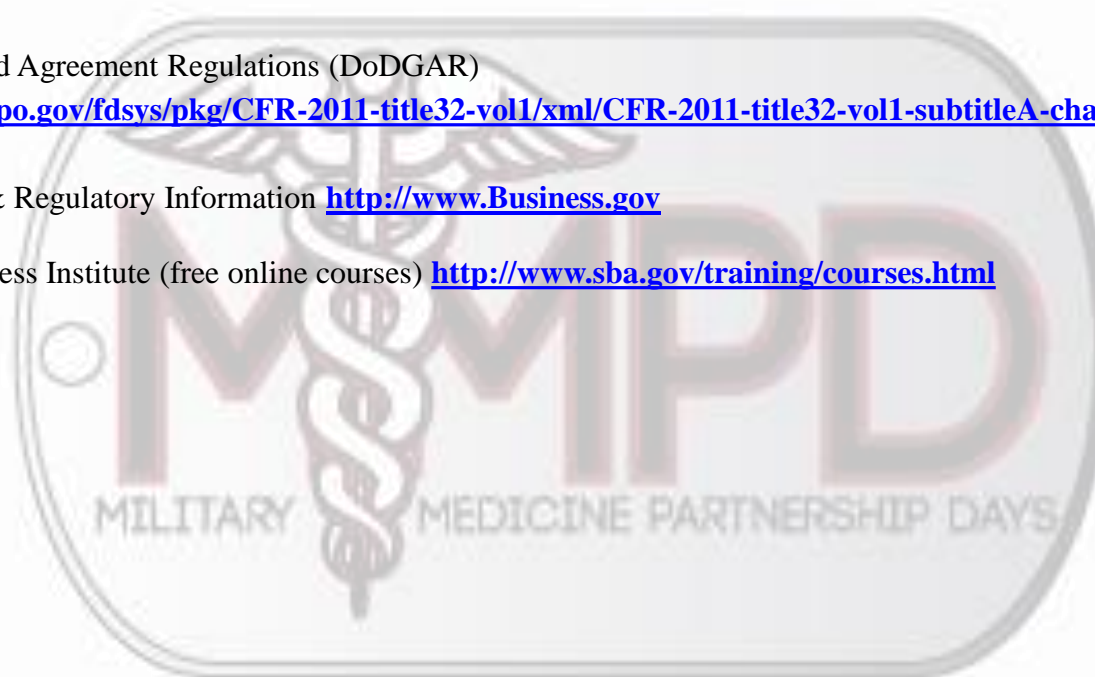 d Agreement Regulations (DoDGAR)
po.gov/fdsys/pkg/CFR-2011-title32-vol1/xml/CFR-2011-title32-vol1-subtitleA-cha
& Regulatory Information http://www.Business.gov
ess Institute (free online courses) http://www.sba.gov/training/courses.html
MMPD
MILITARY MEDICINE PARTNERSHIP DAYS